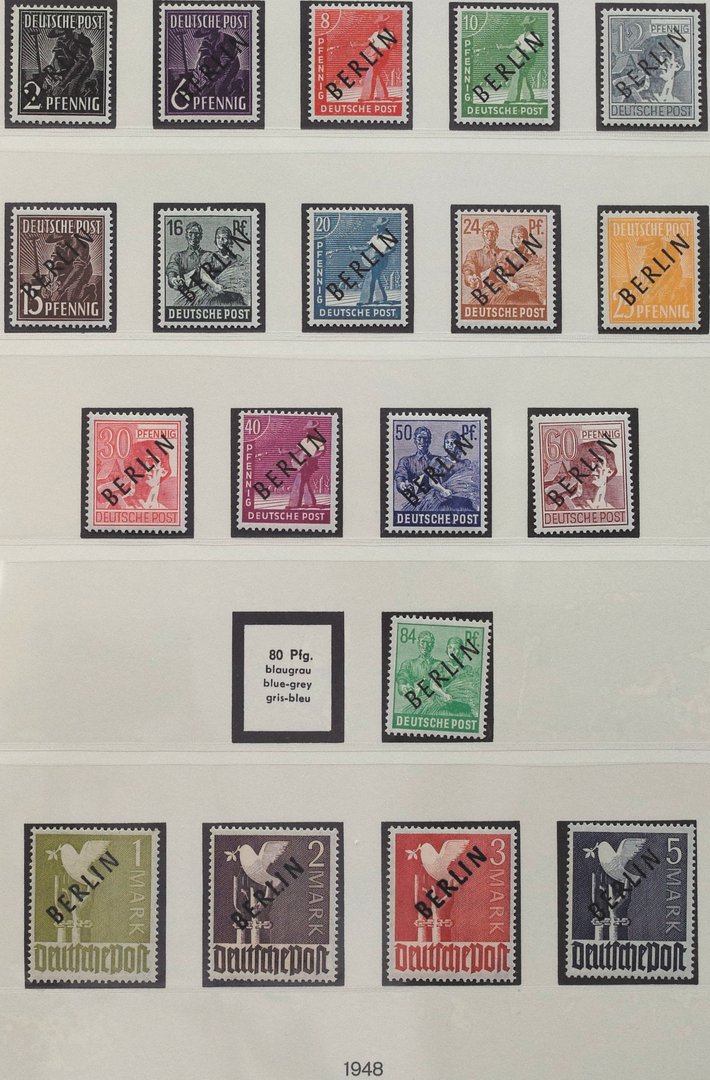 DEUTSCHE POST
BERLIN
2 PFENNIG
DEUTSCHE POST
BERLIN
6 PFENNIG
8
PFENNIG
BERLIN
DEUTSCHE POST
10
PFENNIG
BERLIN
DEUTSCHE POST
12 PFENNIG
BERLIN
DEUTSCHE POST
DEUTSCHE POST
BERLIN
15 PFENNIG
16 Pf.
BERLIN
DEUTSCHE POST
20
PFENNIG
BERLIN
DEUTSCHE POST
24 Pf.
BERLIN
DEUTSCHE POST
DEUTSCHE POST
BERLIN
25 PFENNIG
30 PFENNIG
BERLIN
DEUTSCHE POST
40
PFENNIG
BERLIN
DEUTSCHE POST
50 Pf.
BERLIN
DEUTSCHE POST
60 PFENNIG
BERLIN
DEUTSCHE POST
80 Pfg.
blaugrau
blue-grey
gris-bleu
84 Pf.
BERLIN
DEUTSCHE POST
1 MARK
BERLIN
Deutsche Post
2 MARK
BERLIN
Deutsche Post
3 MARK
BERLIN
Deutsche Post
5 MARK
BERLIN
Deutsche Post
1948